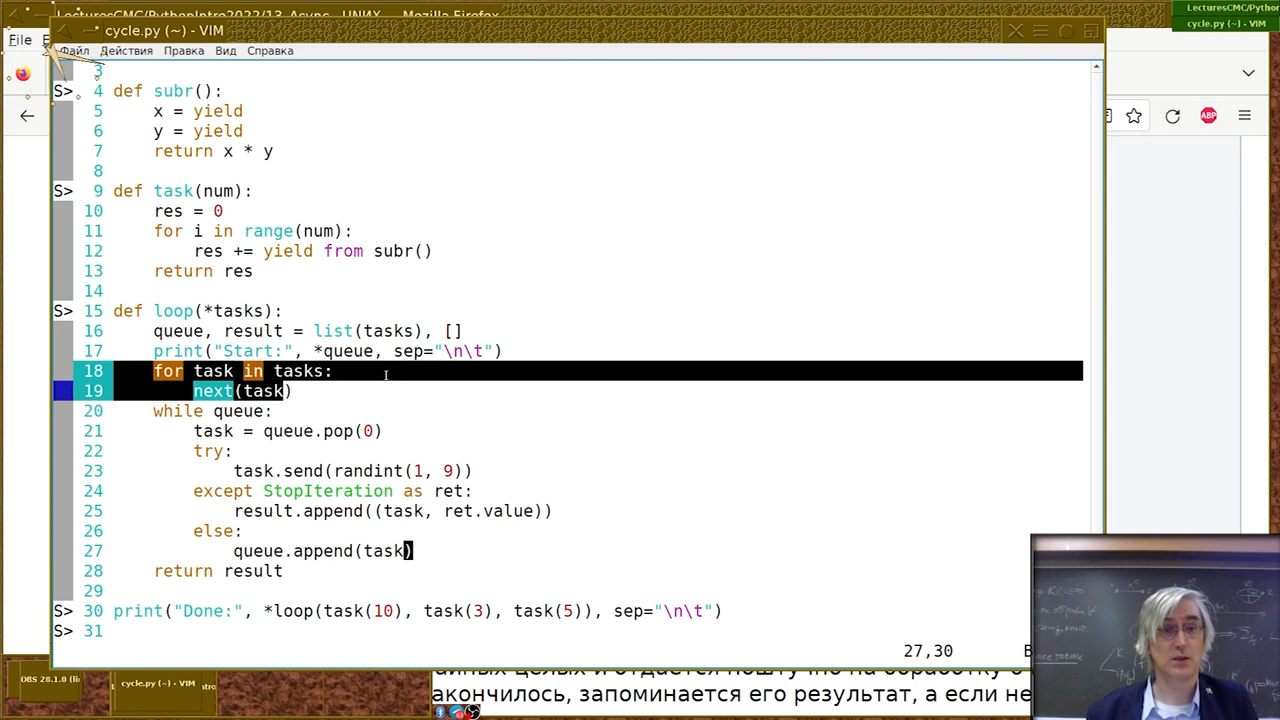 LecturesCMC/PythonIntro2022/13_Async - UNIX — Mozilla Firefox
LecturesCMC/Python
cycle.py (~) - VIM
cycle.py (~) - VIM
File
Файл Действия Правка Вид Справка
ABP
3
S> 4 def subr():
5 x = yield
6 y = yield
7 return x * y
8
S> 9 def task(num):
10 res = 0
11 for i in range(num):
12 res += yield from subr()
13 return res
14
S> 15 def loop(*tasks):
16 queue, result = list(tasks), []
17 print("Start:", *queue, sep="\n\t")
18 for task in tasks:
19 next(task)
20 while queue:
21 task = queue.pop(0)
22 try:
23 task.send(randint(1, 9))
24 except StopIteration as ret:
25 result.append((task, ret.value))
26 else:
27 queue.append(task)
28 return result
29
S> 30 print("Done:", *loop(task(10), task(3), task(5)), sep="\n\t")
S> 31
27,30
OBS 28.1.0 (li
cycle.py (~) - VIM
акончилось, запоминается его результат, а если не